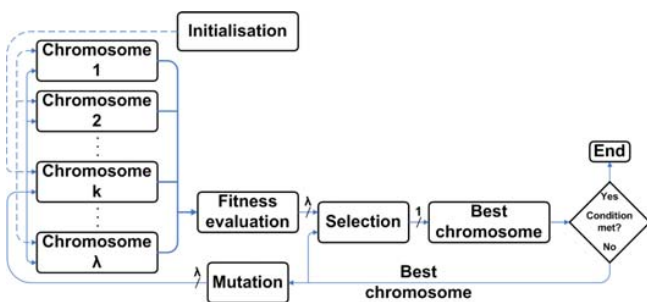 Initialisation
Chromosome
1
Chromosome
2
Chromosome
k
Chromosome
λ
Fitness
evaluation
λ
Selection
1
Best
chromosome
End
Yes
Condition
met?
No
Best
chromosome
Mutation
λ